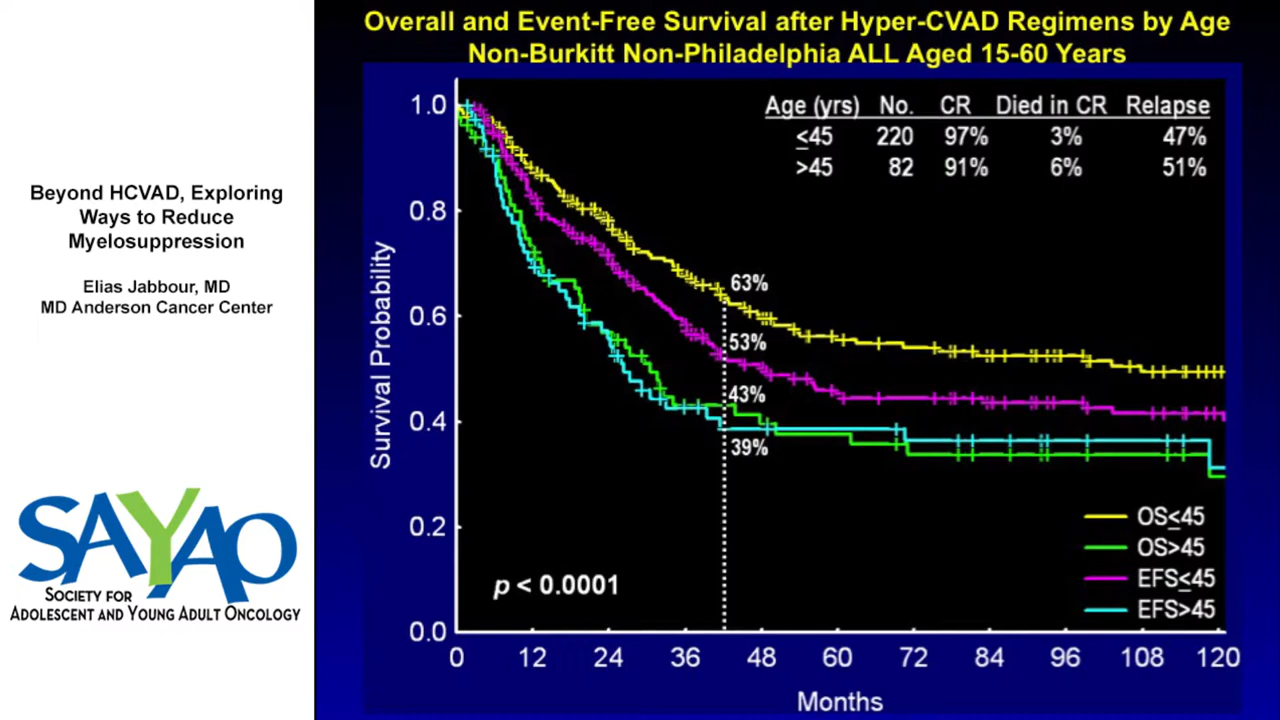 Overall and Event-Free Survival after Hyper-CVAD Regimens by Age
Non-Burkitt Non-Philadelphia ALL Aged 15-60 Years
Beyond HCVAD, Exploring
Ways to Reduce
Myelosuppression
Elias Jabbour, MD
MD Anderson Cancer Center
SAYAO
SOCIETY FOR
ADOLESCENT AND YOUNG ADULT ONCOLOGY
Age (yrs) No. CR Died in CR Relapse
≤45 220 97% 3% 47%
>45 82 91% 6% 51%
Survival Probability
1.0
0.8
0.6
0.4
0.2
0.0
63%
53%
43%
39%
p < 0.0001
OS≤45
OS>45
EFS≤45
EFS>45
0 12 24 36 48 60 72 84 96 108 120
Months